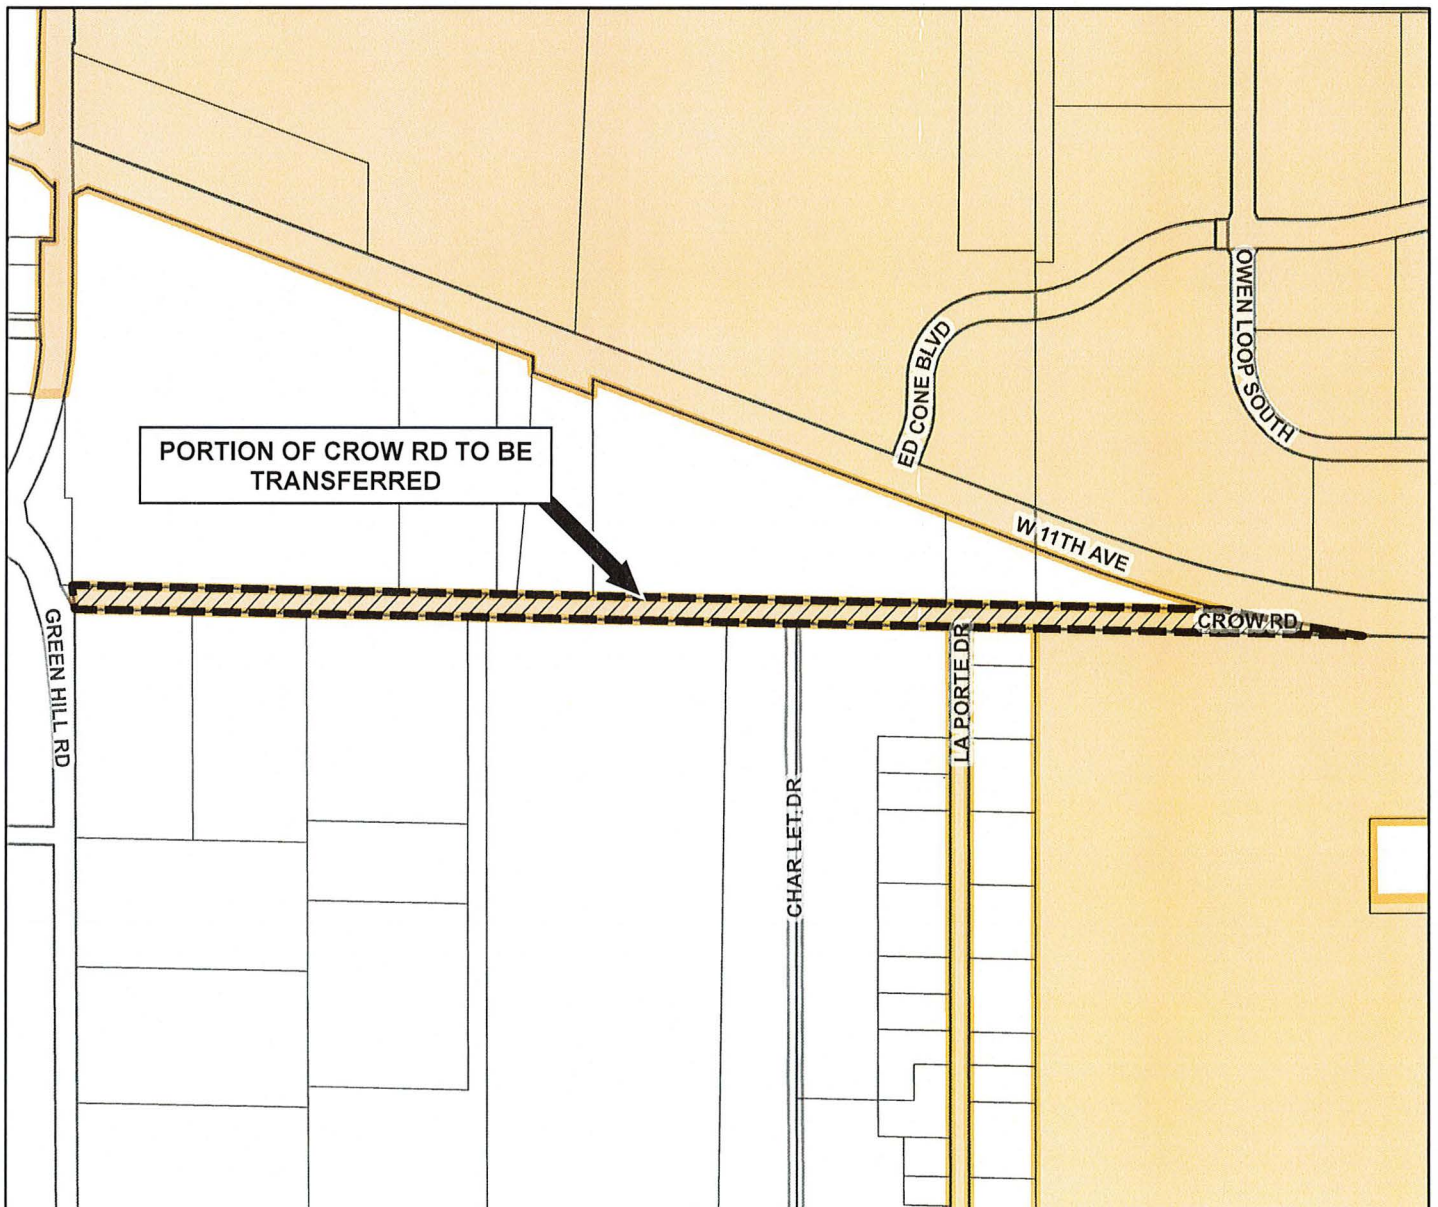 OWEN LOOP SOUTH
ED CONE BLVD
PORTION OF CROW RD TO BE
TRANSFERRED
W 11TH AVE
CROW RD
GREEN HILL RD
LA PORTE DR
CHAR LET DR